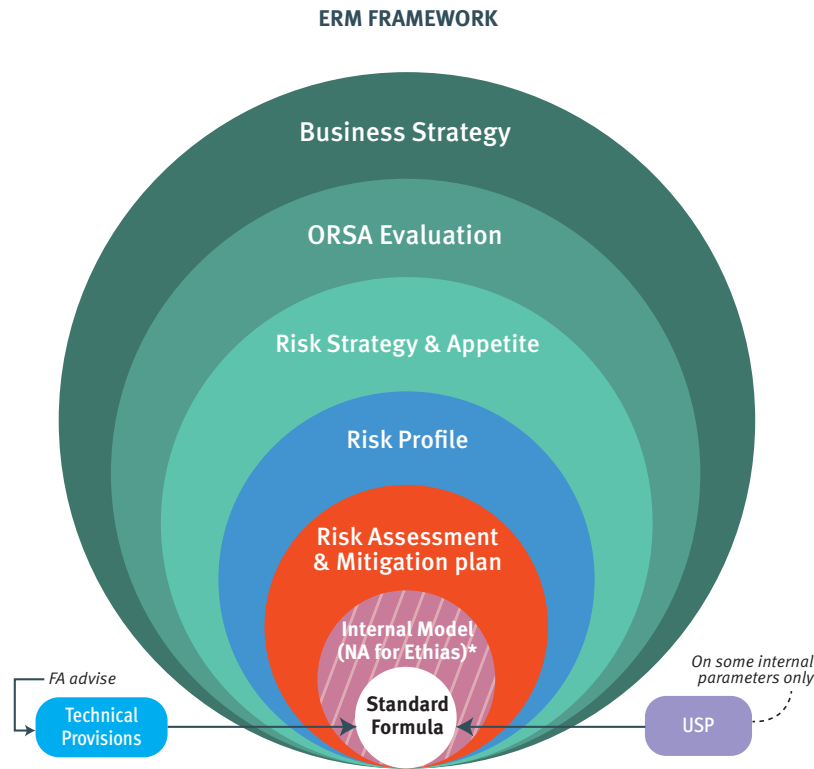 ERM FRAMEWORK
Business Strategy
ORSA Evaluation
Risk Strategy & Appetite
Risk Profile
Risk Assessment
& Mitigation plan
Internal Model
(NA for Ethias)*
Standard
Formula
FA advise
Technical
Provisions
On some internal
parameters only
USP